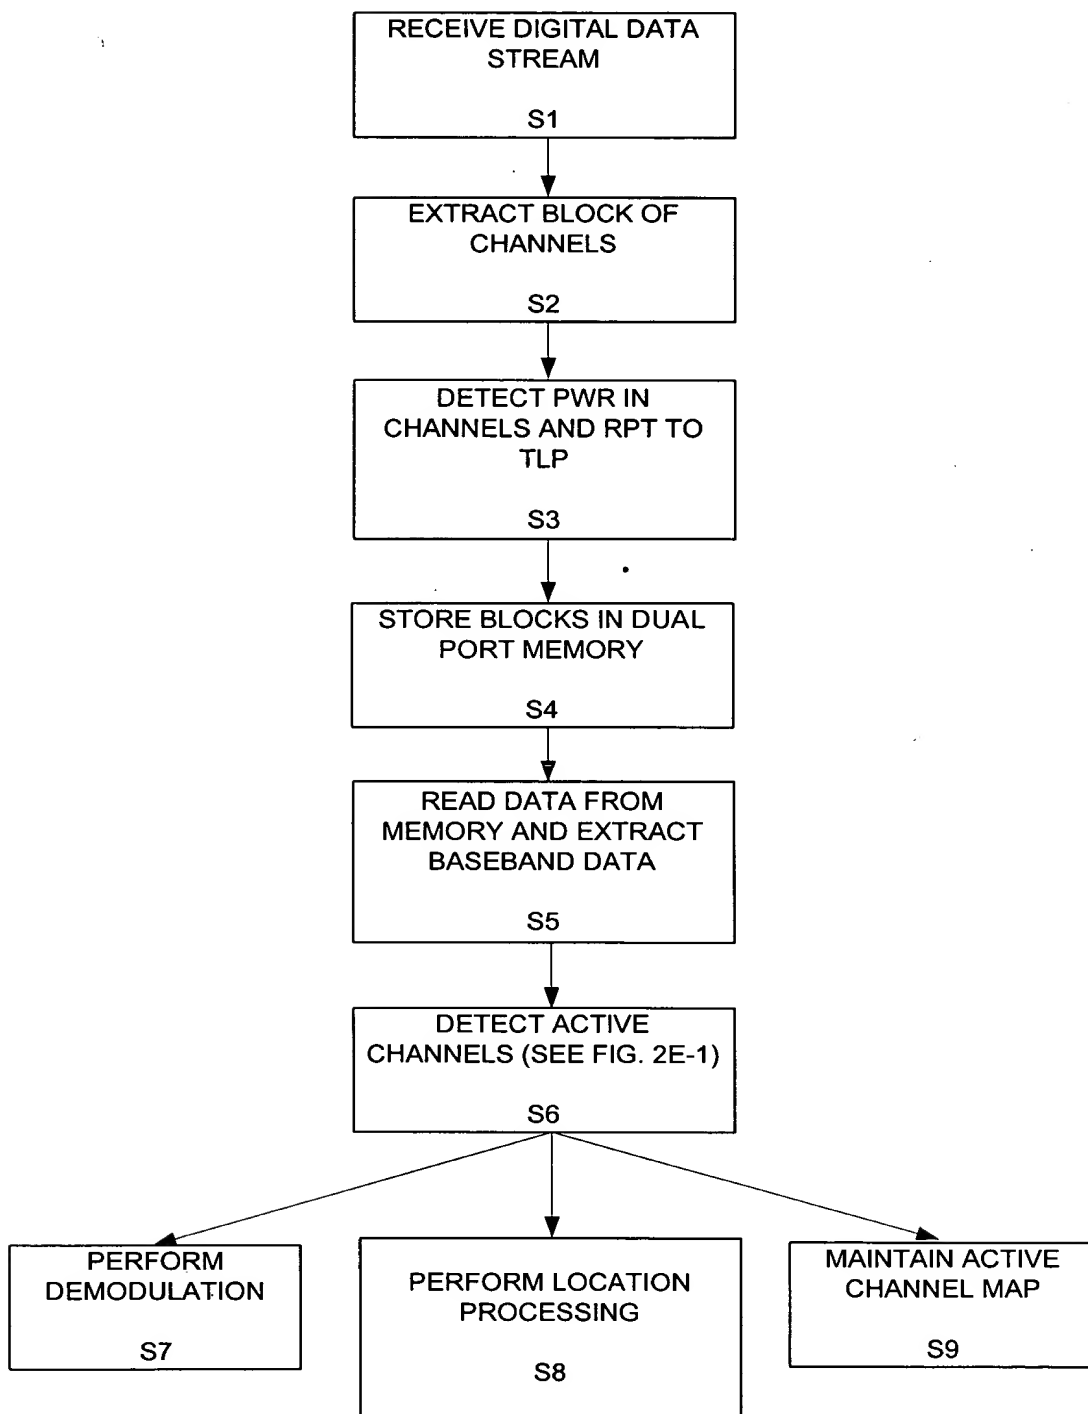 RECEIVE DIGITAL DATA
STREAM
S1
EXTRACT BLOCK OF
CHANNELS
S2
DETECT PWR IN
CHANNELS AND RPT TO
TLP
S3
STORE BLOCKS IN DUAL
PORT MEMORY
S4
READ DATA FROM
MEMORY AND EXTRACT
BASEBAND DATA
S5
DETECT ACTIVE
CHANNELS (SEE FIG. 2E-1)
S6
PERFORM
DEMODULATION
S7
PERFORM LOCATION
PROCESSING
S8
MAINTAIN ACTIVE
CHANNEL MAP
S9